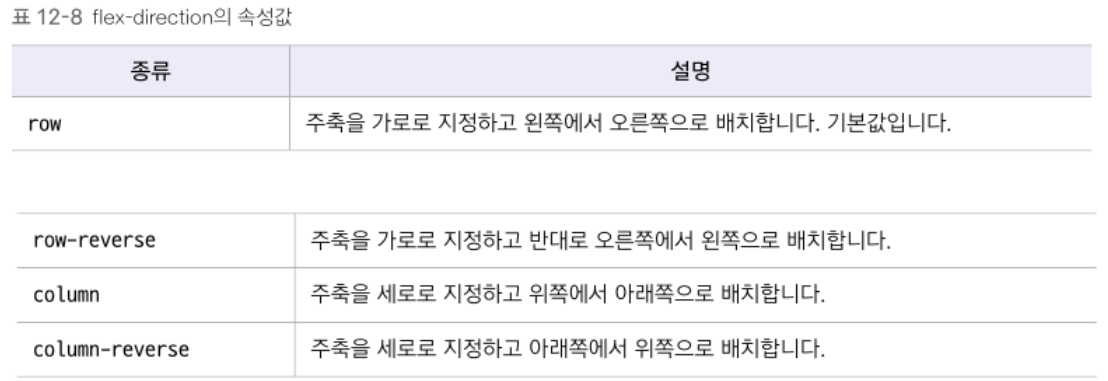 표 12-8 flex-direction의 속성값
종류 설명
row 주축을 가로로 지정하고 왼쪽에서 오른쪽으로 배치합니다. 기본값입니다.
row-reverse 주축을 가로로 지정하고 반대로 오른쪽에서 왼쪽으로 배치합니다.
column 주축을 세로로 지정하고 위쪽에서 아래쪽으로 배치합니다.
column-reverse 주축을 세로로 지정하고 아래쪽에서 위쪽으로 배치합니다.